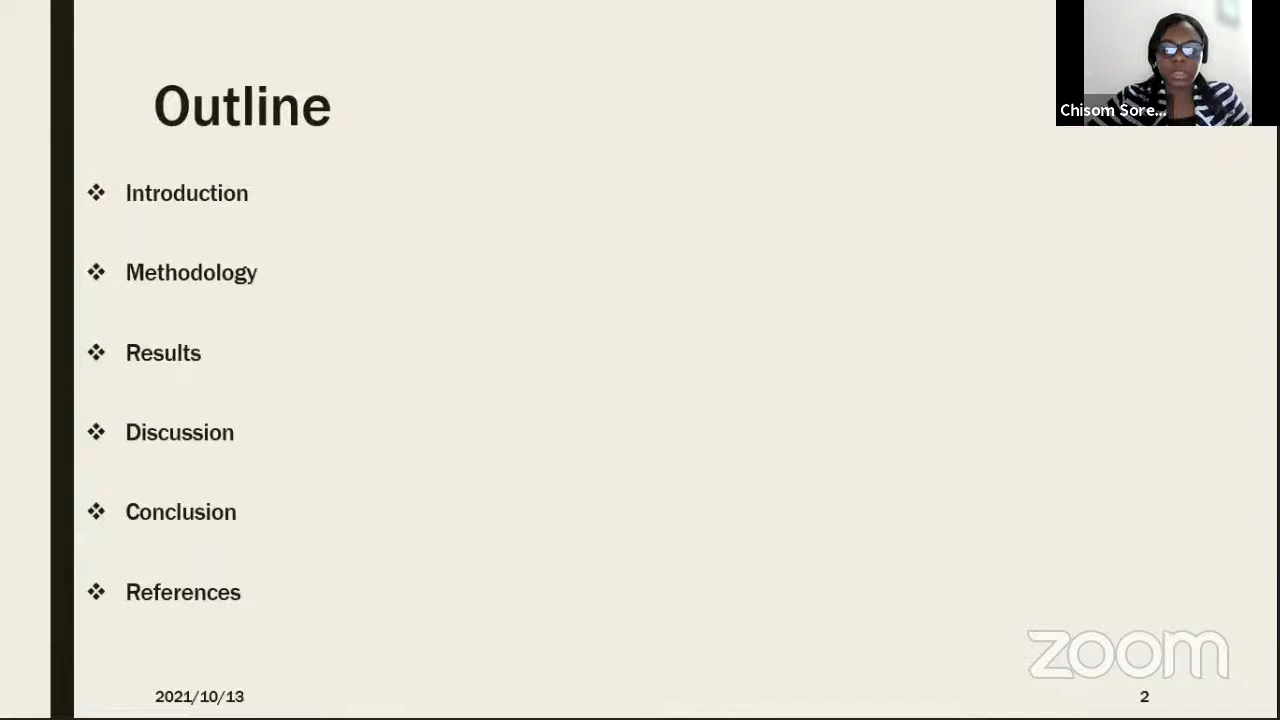 Outline
Chisom Sore...
❖ Introduction
❖ Methodology
❖ Results
❖ Discussion
❖ Conclusion
❖ References
zoom
2021/10/13
2